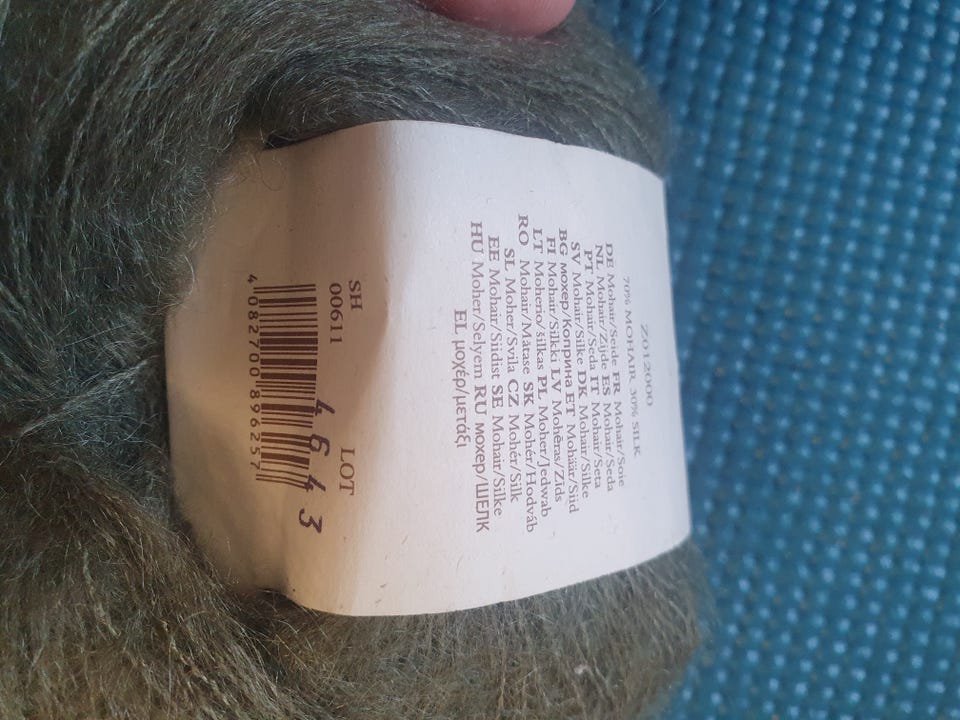 Z012000
70% MOHAIR, 30% SILK
DE Mohair/Seide FR Mohair/Soie
NL Mohair/Zijde ES Mohair/Seda
PT Mohair/Seda IT Mohair/Seta
SV Mohair/Silke DK Mohair/Silke
BG мохер/Коприна ET Mohäär/Siid
FI Mohair/Silkki LV Mohēras/Zids
LT Moherio/šilkas PL Moher/Jedwab
RO Mohair/Mătase SK Mohér/Hodváb
SL Moher/Svila CZ Mohér/Silk
EE Mohair/Siidist SE Mohair/Silke
HU Moher/Selyem RU мохер/ШЕЛК
EL μοχέρ/μετάξι
SH LOT
00611 4643
4 082700 896257